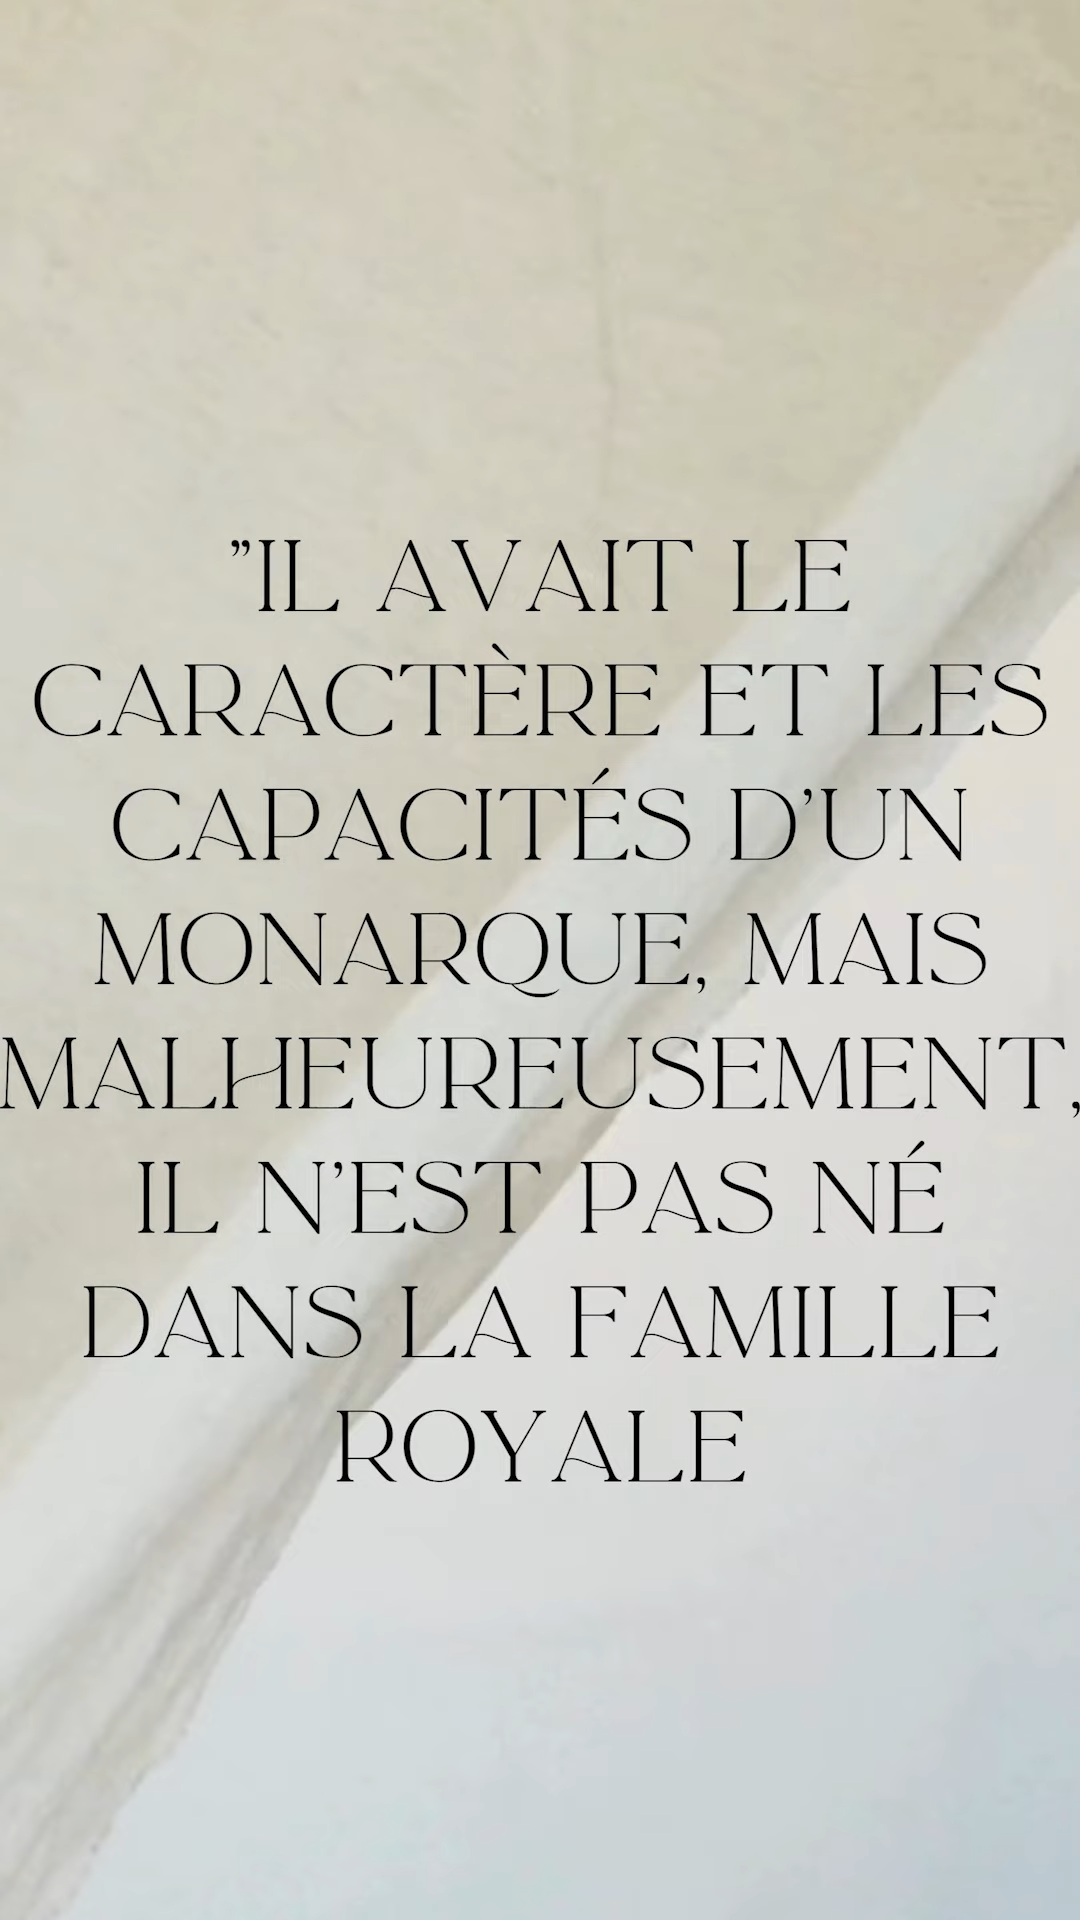 ”IL AVAIT LE
CARACTÈRE ET LES
CAPACITÉS D’UN
MONARQUE, MAIS
MALHEUREUSEMENT,
IL N’EST PAS NÉ
DANS LA FAMILLE
ROYALE